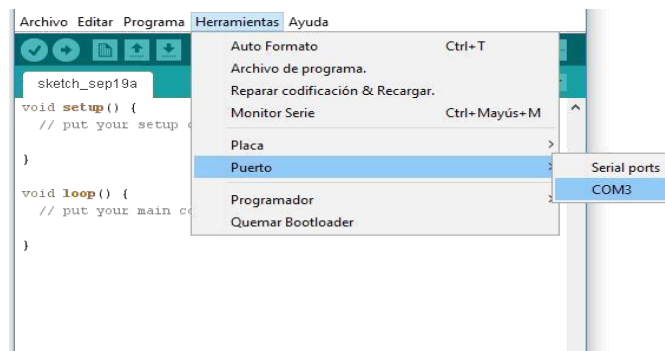 Archivo Editar Programa Herramientas Ayuda
Auto Formato Ctrl+T
Archivo de programa.
Reparar codificación & Recargar.
Monitor Serie Ctrl+Mayús+M
Placa
Puerto
Serial ports
COM3
Programador
Quemar Bootloader
sketch_sep19a
void setup() {
// put your setup
}
void loop() {
// put your main
}